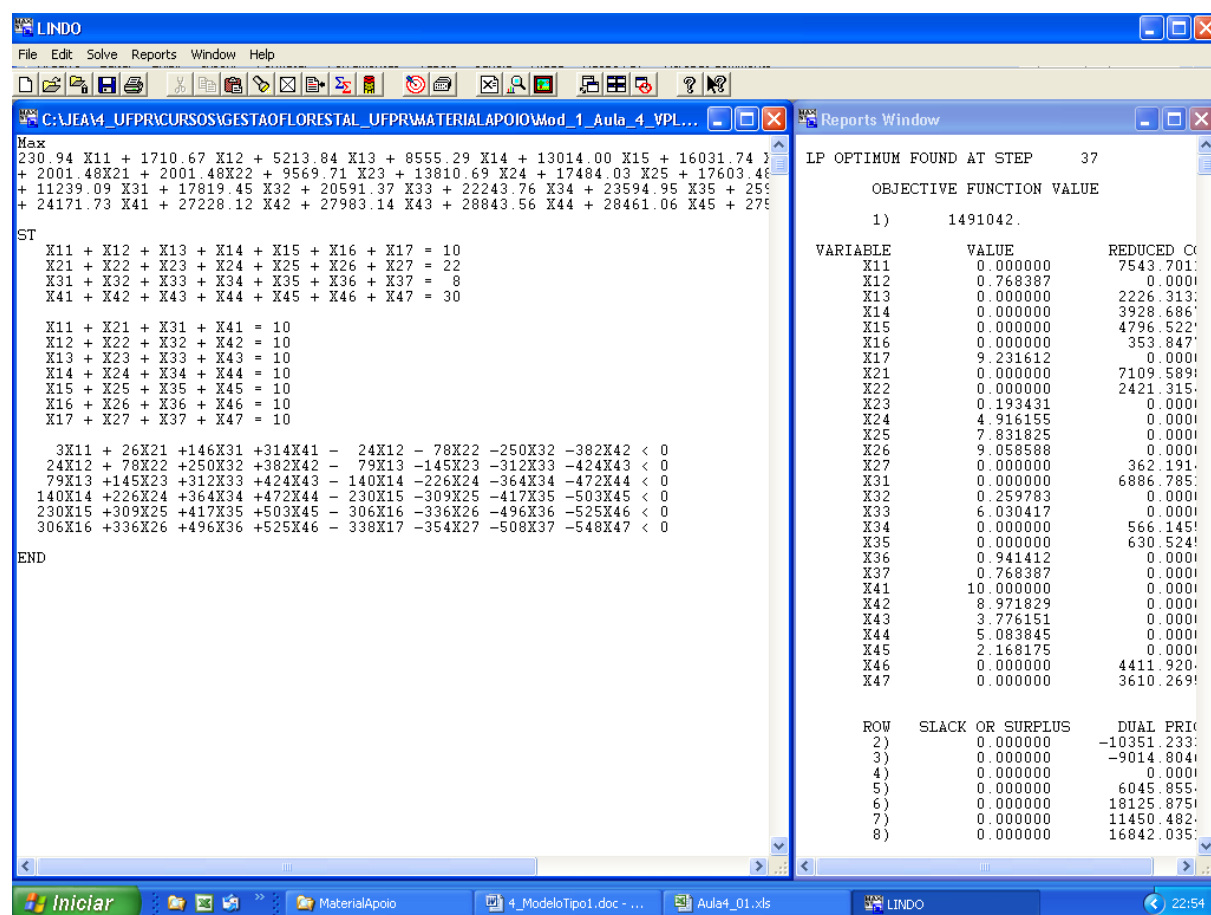 LINDO
File Edit Solve Reports Window Help
C:\JEA\4_UFPR\CURSOS\GESTAOFLORESTAL_UFPR\MATERIALAPOIO\Mod_1_Aula_4_VPL...
Max
230.94 X11 + 1710.67 X12 + 5213.84 X13 + 8555.29 X14 + 13014.00 X15 + 16031.74
+ 2001.48X21 + 2001.48X22 + 9569.71 X23 + 13810.69 X24 + 17484.03 X25 + 17603.48
+ 11239.09 X31 + 17819.45 X32 + 20591.37 X33 + 22243.76 X34 + 23594.95 X35 + 259
+ 24171.73 X41 + 27228.12 X42 + 27983.14 X43 + 28843.56 X44 + 28461.06 X45 + 275
ST
X11 + X12 + X13 + X14 + X15 + X16 + X17 = 10
X21 + X22 + X23 + X24 + X25 + X26 + X27 = 22
X31 + X32 + X33 + X34 + X35 + X36 + X37 = 8
X41 + X42 + X43 + X44 + X45 + X46 + X47 = 30
X11 + X21 + X31 + X41 = 10
X12 + X22 + X32 + X42 = 10
X13 + X23 + X33 + X43 = 10
X14 + X24 + X34 + X44 = 10
X15 + X25 + X35 + X45 = 10
X16 + X26 + X36 + X46 = 10
X17 + X27 + X37 + X47 = 10
3X11 + 26X21 +146X31 +314X41 - 24X12 - 78X22 -250X32 -382X42 < 0
24X12 + 78X22 +250X32 +382X42 - 79X13 -145X23 -312X33 -424X43 < 0
79X13 +145X23 +312X33 +424X43 - 140X14 -226X24 -364X34 -472X44 < 0
140X14 +226X24 +364X34 +472X44 - 230X15 -309X25 -417X35 -503X45 < 0
230X15 +309X25 +417X35 +503X45 - 306X16 -336X26 -496X36 -525X46 < 0
306X16 +336X26 +496X36 +525X46 - 338X17 -354X27 -508X37 -548X47 < 0
END
Reports Window
LP OPTIMUM FOUND AT STEP 37
OBJECTIVE FUNCTION VALUE
1) 1491042.
VARIABLE VALUE REDUCED CO
X11 0.000000 7543.701
X12 0.768387 0.000
X13 0.000000 2226.313
X14 0.000000 3928.686
X15 0.000000 4796.522
X16 0.000000 353.847
X17 9.231612 0.000
X21 0.000000 7109.589
X22 0.000000 2421.315
X23 0.193431 0.000
X24 4.916155 0.000
X25 7.831825 0.000
X26 9.058588 0.000
X27 0.000000 362.191
X31 0.000000 6886.785
X32 0.259783 0.000
X33 6.030417 0.000
X34 0.000000 566.145
X35 0.000000 630.524
X36 0.941412 0.000
X37 0.768387 0.000
X41 10.000000 0.000
X42 8.971829 0.000
X43 3.776151 0.000
X44 5.083845 0.000
X45 2.168175 0.000
X46 0.000000 4411.920
X47 0.000000 3610.269
ROW SLACK OR SURPLUS DUAL PRIC
2) 0.000000 -10351.233
3) 0.000000 -9014.804
4) 0.000000 0.000
5) 0.000000 6045.855
6) 0.000000 18125.875
7) 0.000000 11450.482
8) 0.000000 16842.035
Iniciar MaterialApoio 4_ModeloTipo1.doc - ... Aula4_01.xls LINDO 22:54